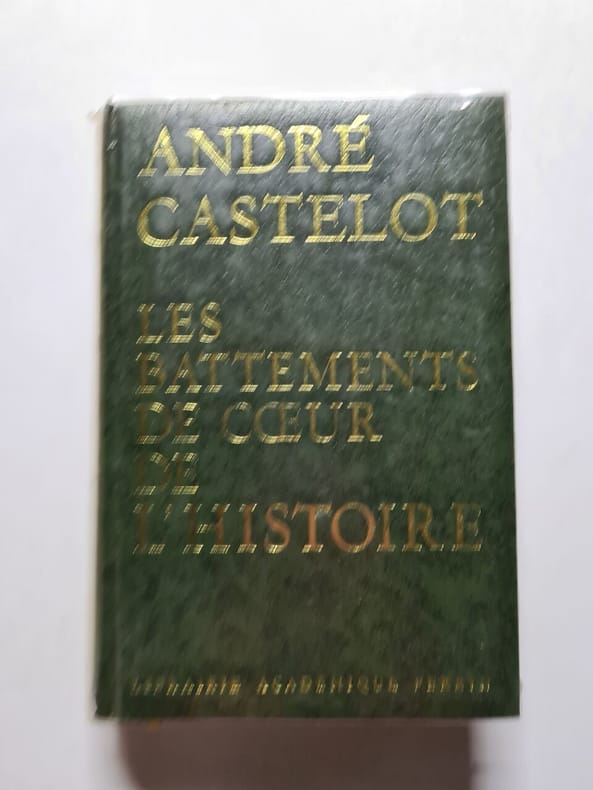 ANDRÉ
CASTELOT
LES
BATTEMENTS
DE CŒUR
DE
L'HISTOIRE
LIBRAIRIE ACADÉMIQUE PERRIN